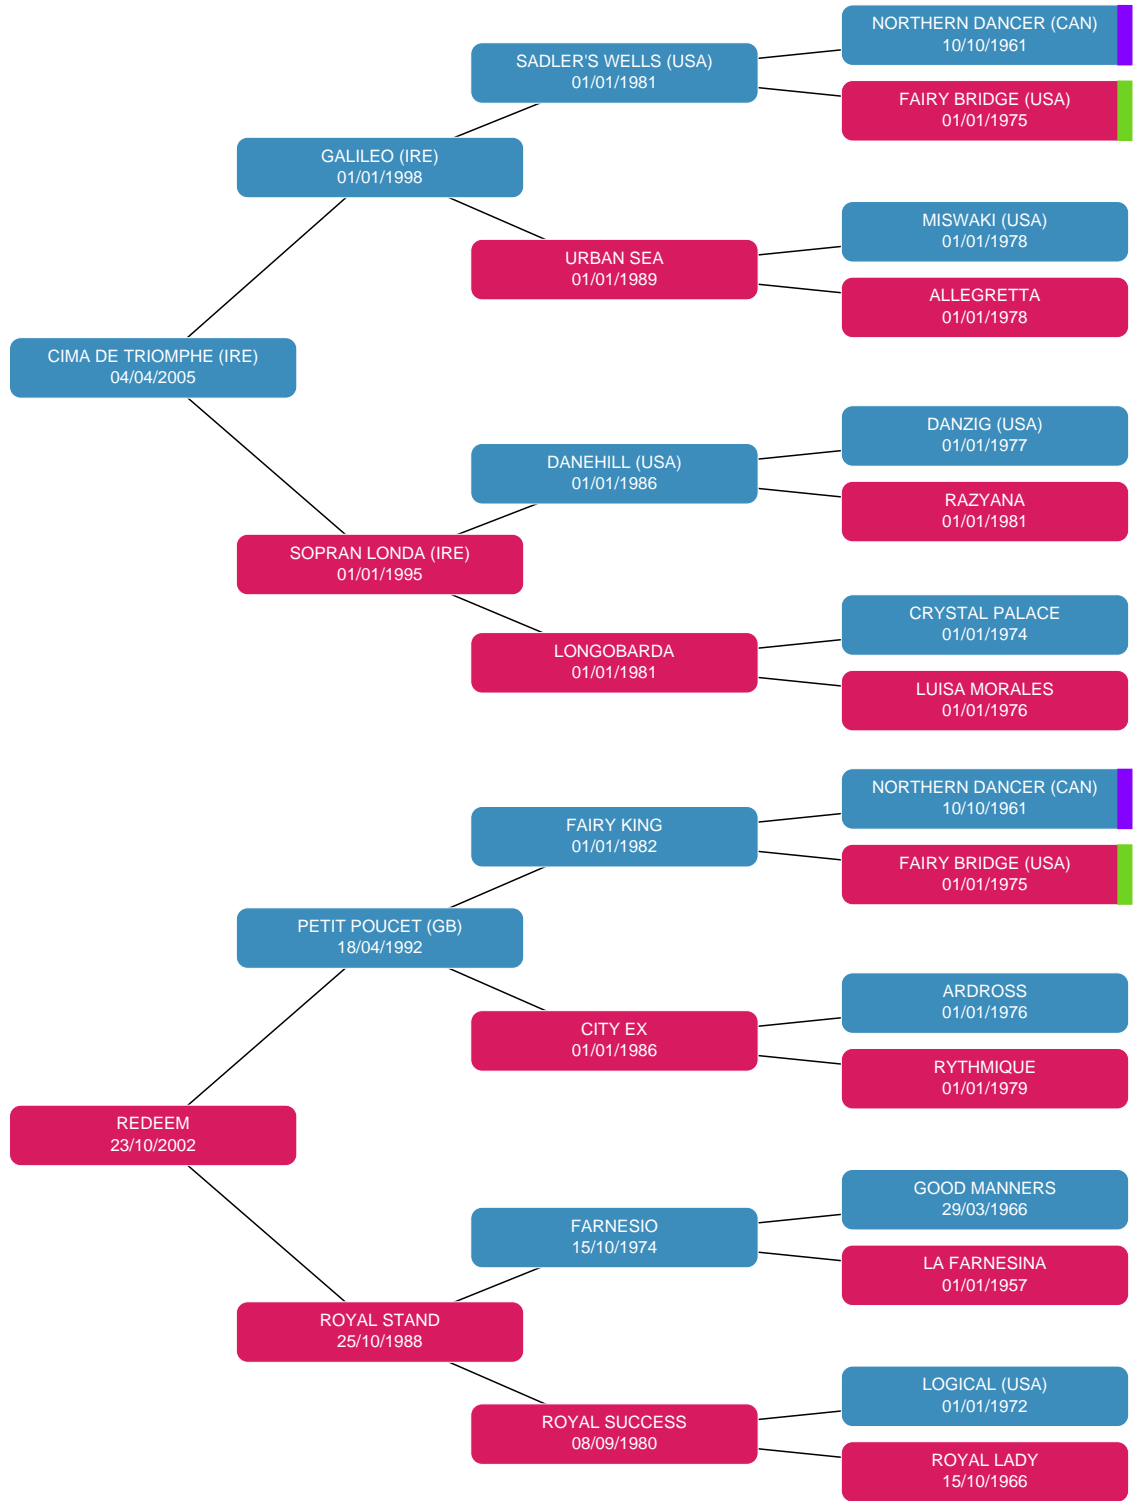 NORTHERN DANCER (CAN)
10/10/1961
SADLER'S WELLS (USA)
01/01/1981
FAIRY BRIDGE (USA)
01/01/1975
GALILEO (IRE)
01/01/1998
MISWAKI (USA)
01/01/1978
URBAN SEA
01/01/1989
ALLEGRETTA
01/01/1978
CIMA DE TRIOMPHE (IRE)
04/04/2005
DANZIG (USA)
01/01/1977
DANEHILL (USA)
01/01/1986
RAZYANA
01/01/1981
SOPRAN LONDA (IRE)
01/01/1995
CRYSTAL PALACE
01/01/1974
LONGOBARDA
01/01/1981
LUISA MORALES
01/01/1976
NORTHERN DANCER (CAN)
10/10/1961
FAIRY KING
01/01/1982
FAIRY BRIDGE (USA)
01/01/1975
PETIT POUCET (GB)
18/04/1992
ARDROSS
01/01/1976
CITY EX
01/01/1986
RYTHMIQUE
01/01/1979
REDEEM
23/10/2002
GOOD MANNERS
29/03/1966
FARNESIO
15/10/1974
LA FARNESINA
01/01/1957
ROYAL STAND
25/10/1988
LOGICAL (USA)
01/01/1972
ROYAL SUCCESS
08/09/1980
ROYAL LADY
15/10/1966